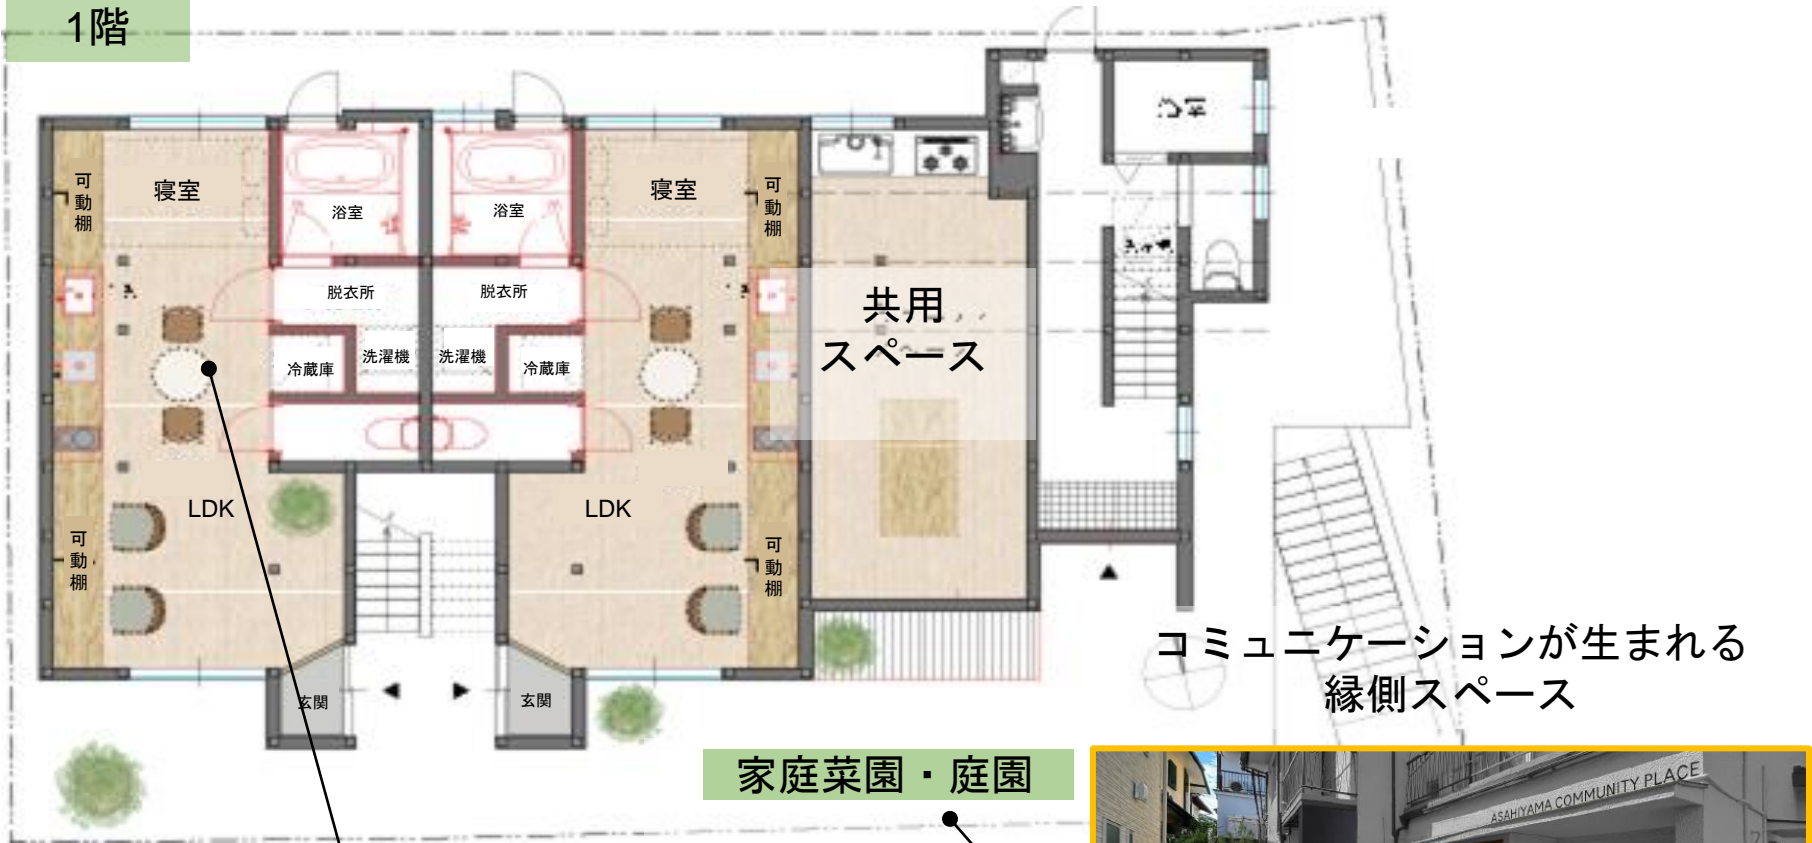 1階
可動棚
寝室
浴室
浴室
寝室
可動棚
脱衣所
脱衣所
共用
スペース
冷蔵庫
洗濯機
洗濯機
冷蔵庫
LDK
LDK
可動棚
可動棚
玄関
玄関
コミュニケーションが生まれる
縁側スペース
家庭菜園・庭園
ASAHIYAMA COMMUNITY PLACE